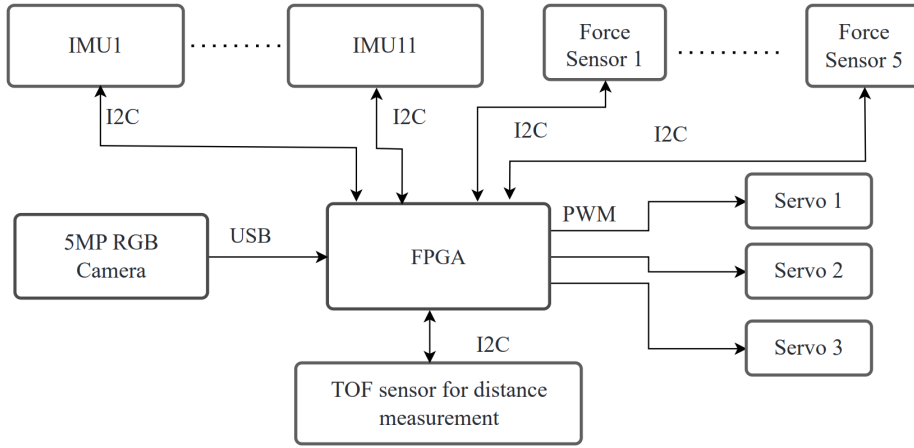 IMU1
IMU11
Force
Sensor 1
Force
Sensor 5
I2C
I2C
I2C
I2C
5MP RGB
Camera
USB
FPGA
PWM
Servo 1
Servo 2
Servo 3
I2C
TOF sensor for distance
measurement